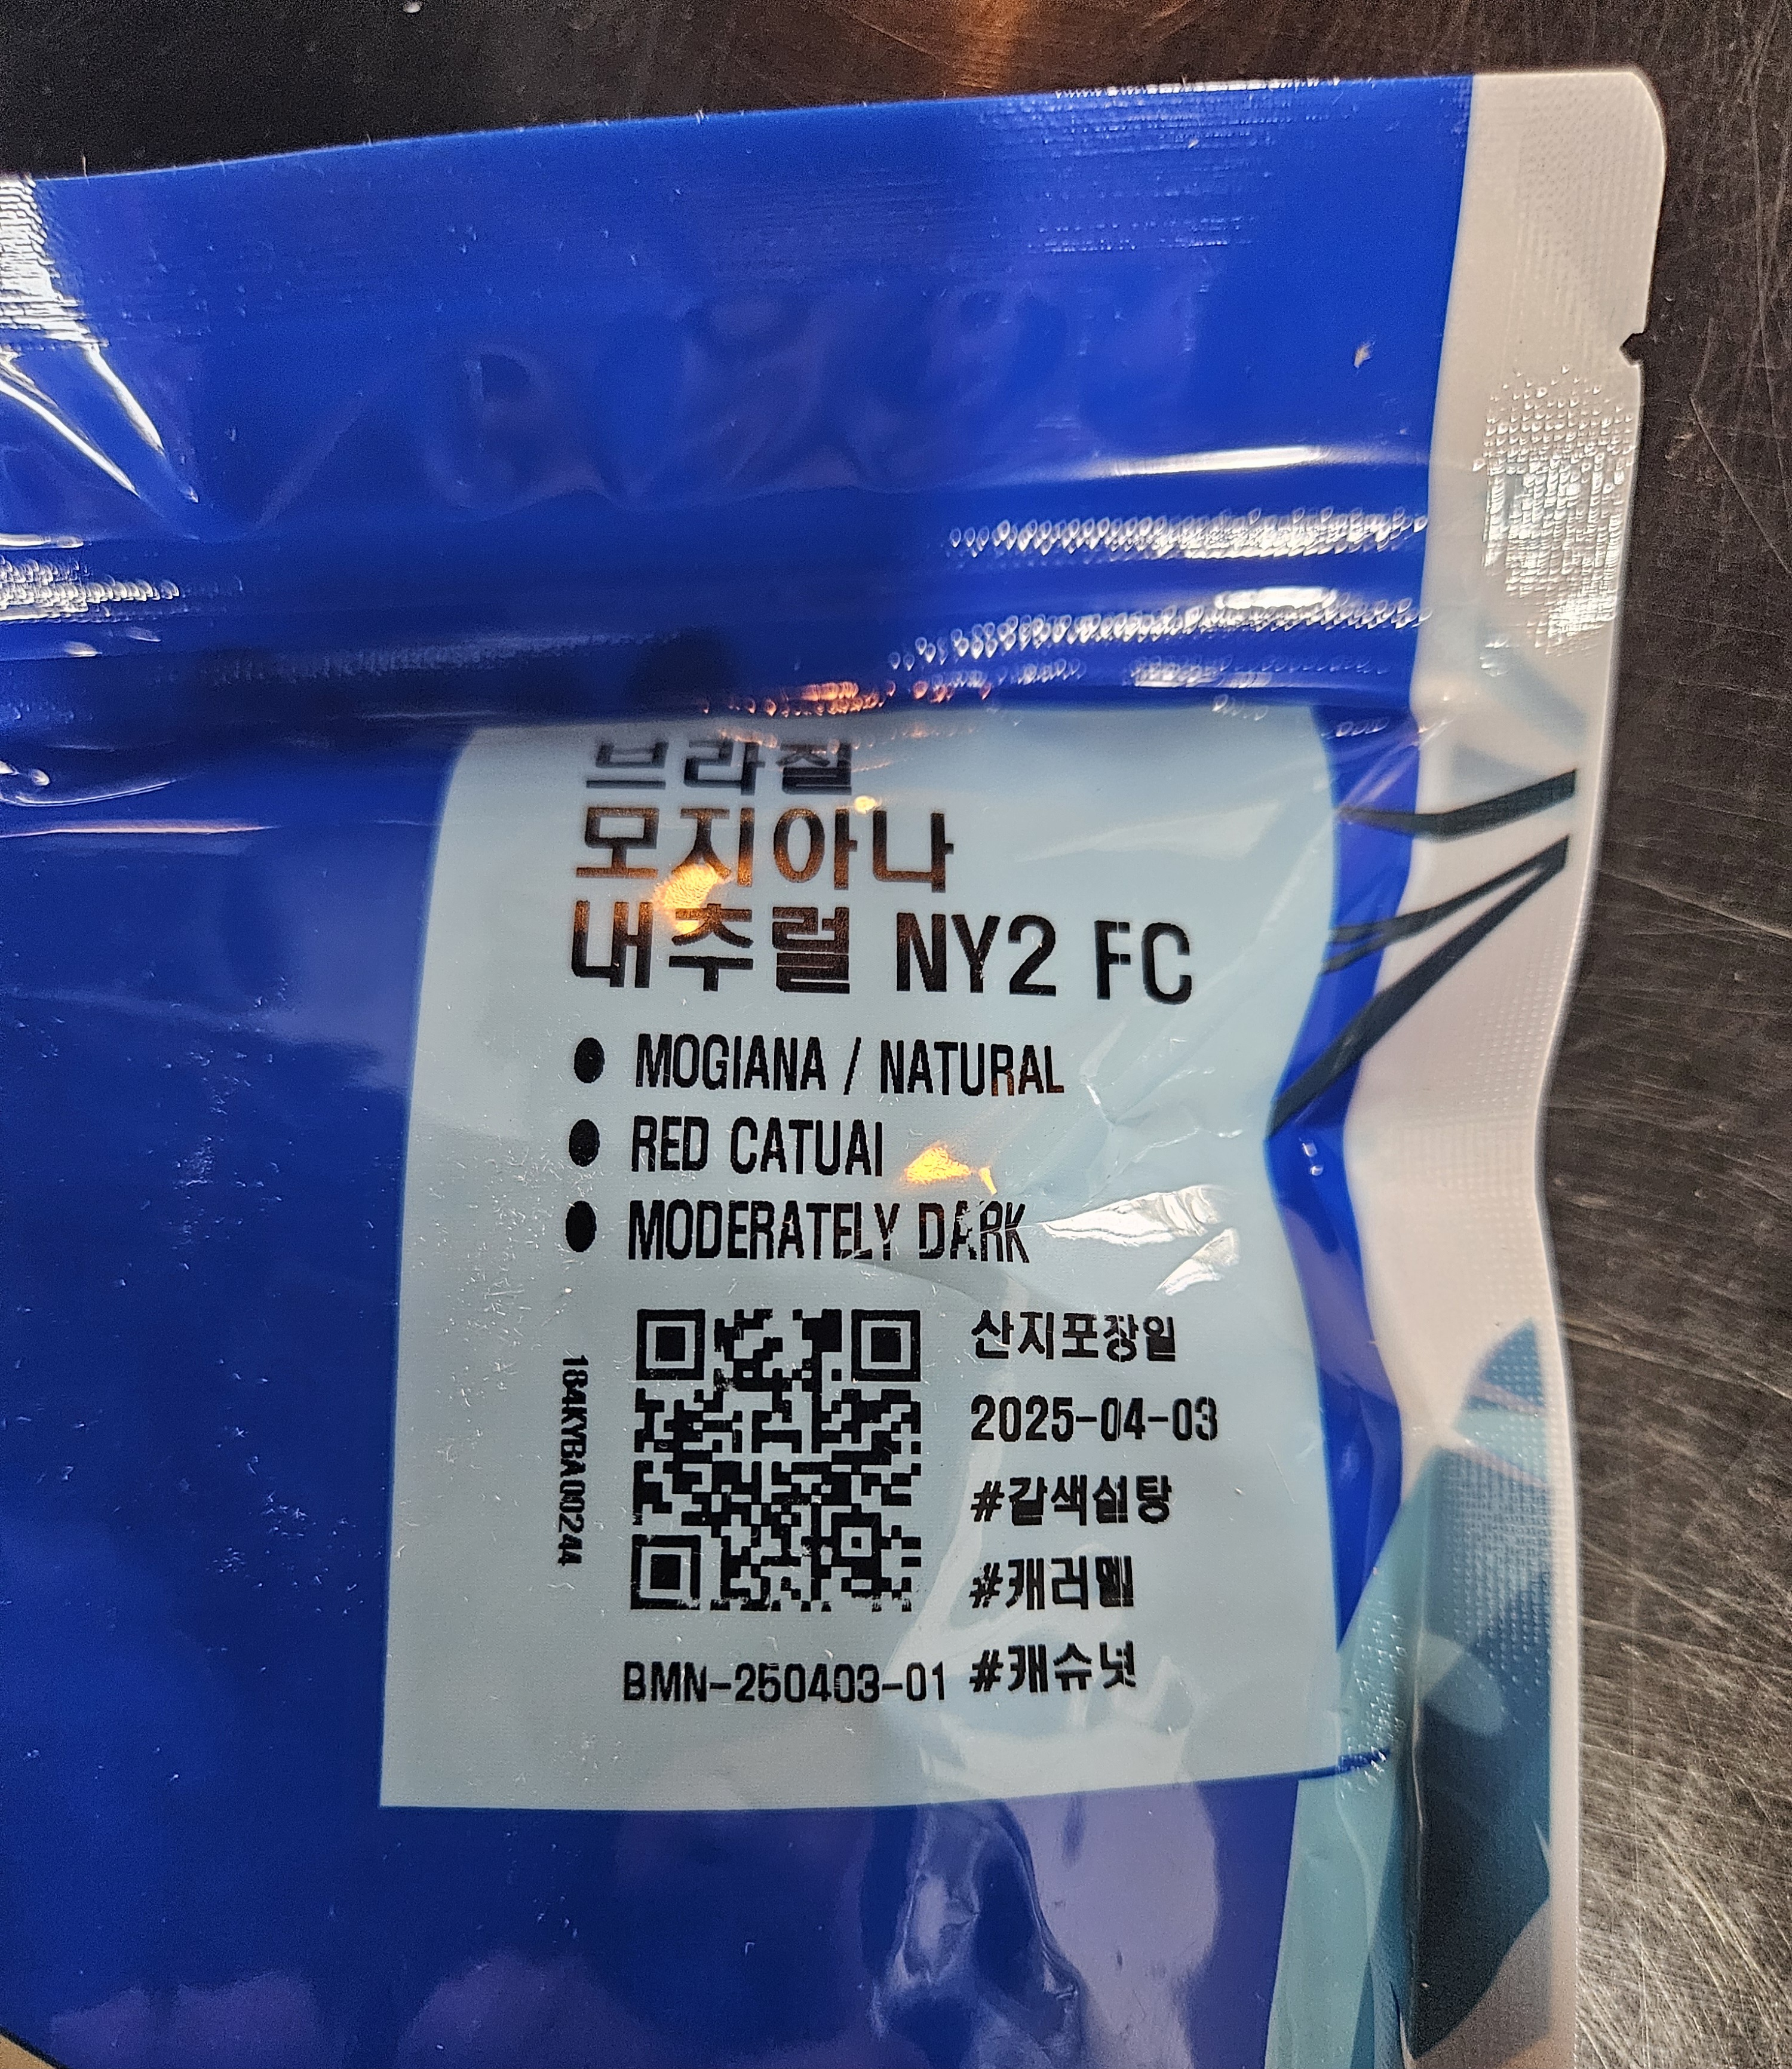 브라질
모지아나
내추럴 NY2 FC
● MOGIANA / NATURAL
● RED CATUAI
● MODERATELY DARK
184KYBA00244
산지포장일
2025-04-03
#갈색설탕
#캐러멜
#캐슈넛
BMN-250403-01